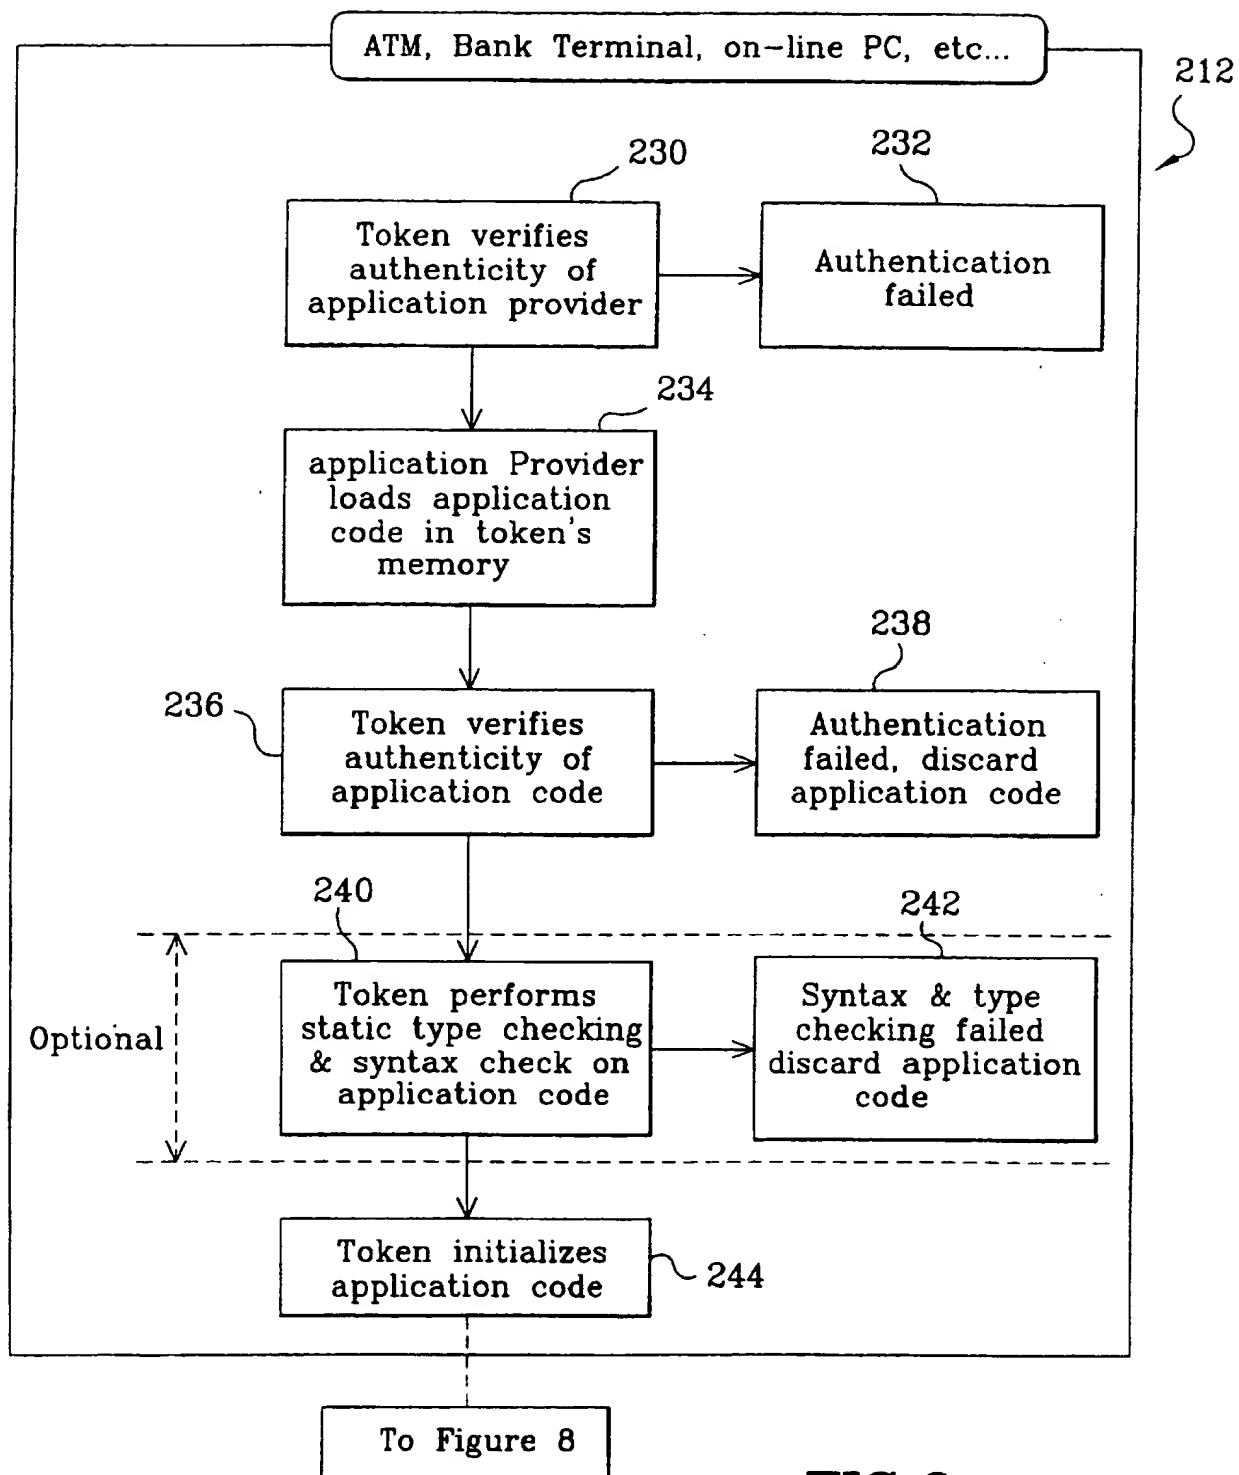 ATM, Bank Terminal, on-line PC, etc...
212
230
232
Token verifies
authenticity of
application provider
Authentication
failed
234
application Provider
loads application
code in token's
memory
238
236
Token verifies
authenticity of
application code
Authentication
failed, discard
application code
240
242
Optional
Token performs
static type checking
& syntax check on
application code
Syntax & type
checking failed
discard application
code
Token initializes
application code
244
To Figure 8